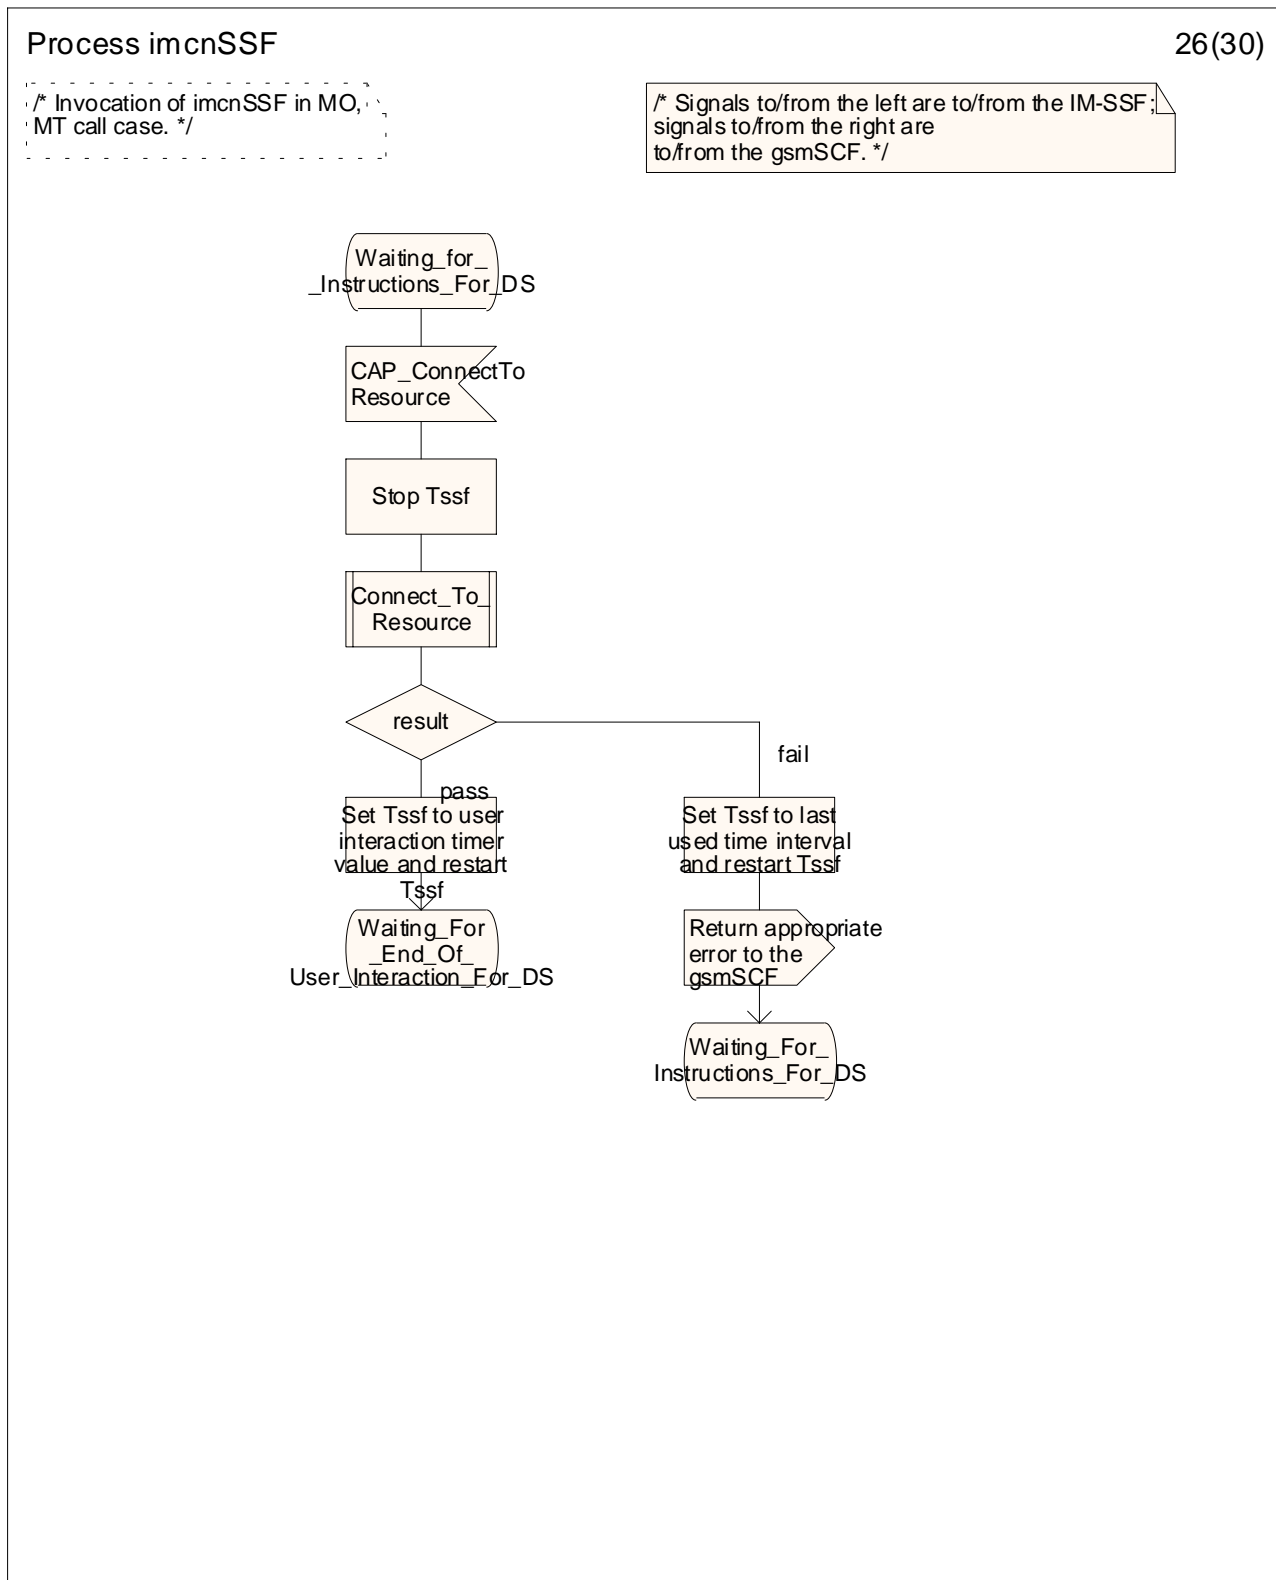 Process imcnSSF
26(30)
/* Invocation of imcnSSF in MO,
MT call case. */
/* Signals to/from the left are to/from the IM-SSF;
signals to/from the right are
to/from the gsmSCF. */
Waiting_for_
_Instructions_For_DS
CAP_ConnectTo
Resource
Stop Tssf
Connect_To_
Resource
result
fail
pass
Set Tssf to user
interaction timer
value and restart
Tssf
Set Tssf to last
used time interval
and restart Tssf
Waiting_For
_End_Of_
User_Interaction_For_DS
Return appropriate
error to the
gsmSCF
Waiting_For_
Instructions_For_DS